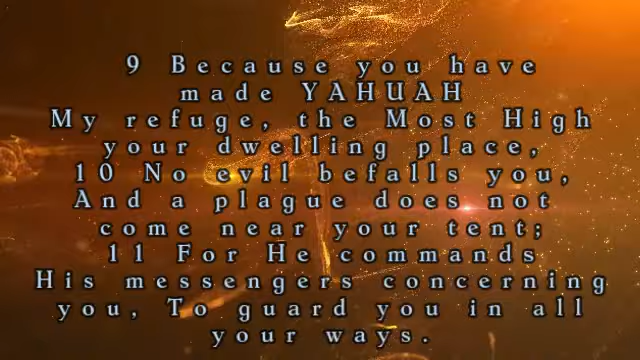 9 Because you have
made YAHUAH
My refuge, the Most High
your dwelling place,
10 No evil befalls you,
And a plague does not
come near your tent;
11 For He commands
His messengers concerning
you, To guard you in all
your ways.